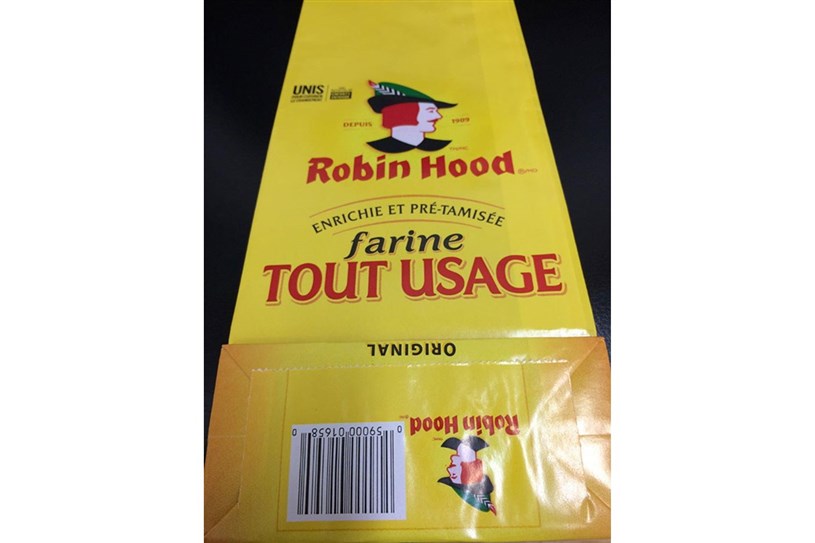 UNIS
DEPUIS 1909
Robin Hood
ENRICHIE ET PRÉ-TAMISÉE
farine
TOUT USAGE
ORIGINAL
Robin Hood
0 59000 01658 0